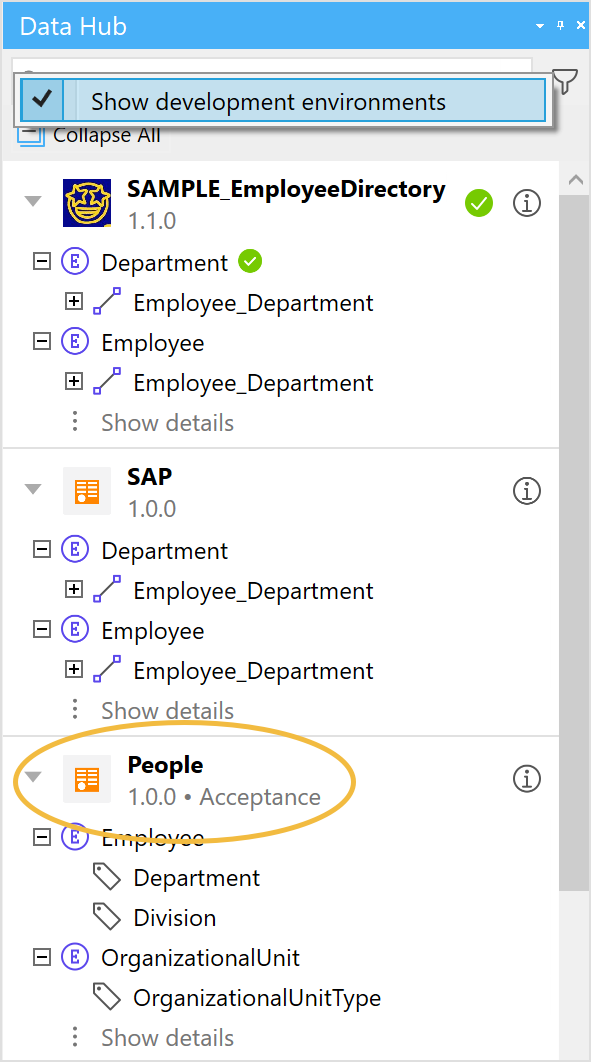 Data Hub
Show development environments
Collapse All
SAMPLE_EmployeeDirectory
1.1.0
Department
Employee_Department
Employee
Employee_Department
Show details
SAP
1.0.0
Department
Employee_Department
Employee
Employee_Department
Show details
People
1.0.0 • Acceptance
Employee
Department
Division
OrganizationalUnit
OrganizationalUnitType
Show details